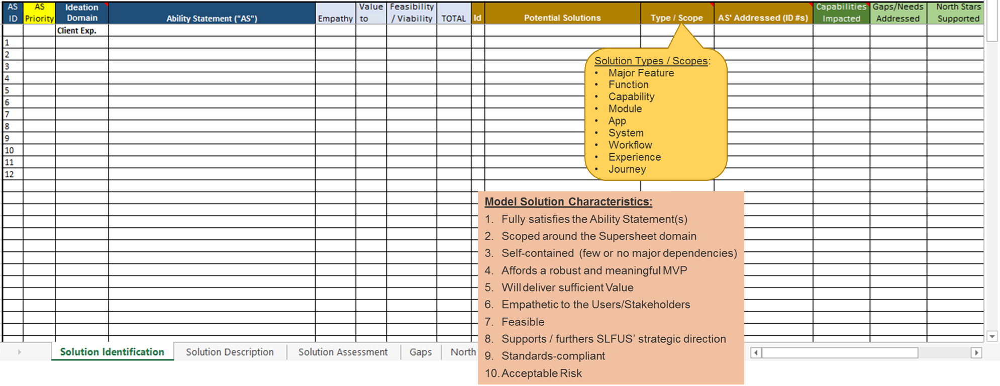 AS ID
AS Priority
Ideation Domain
Ability Statement ("AS")
Empathy
Value to
Feasibility / Viability
TOTAL
Id
Potential Solutions
Type / Scope
AS' Addressed (ID #s)
Capabilities Impacted
Gaps/Needs Addressed
North Stars Supported
Client Exp.
1
2
3
4
5
6
7
8
9
10
11
12
Solution Types / Scopes:
• Major Feature
• Function
• Capability
• Module
• App
• System
• Workflow
• Experience
• Journey
Model Solution Characteristics:
1. Fully satisfies the Ability Statement(s)
2. Scoped around the Supersheet domain
3. Self-contained (few or no major dependencies)
4. Affords a robust and meaningful MVP
5. Will deliver sufficient Value
6. Empathetic to the Users/Stakeholders
7. Feasible
8. Supports / furthers SLFUS’ strategic direction
9. Standards-compliant
10. Acceptable Risk
Solution Identification
Solution Description
Solution Assessment
Gaps
North